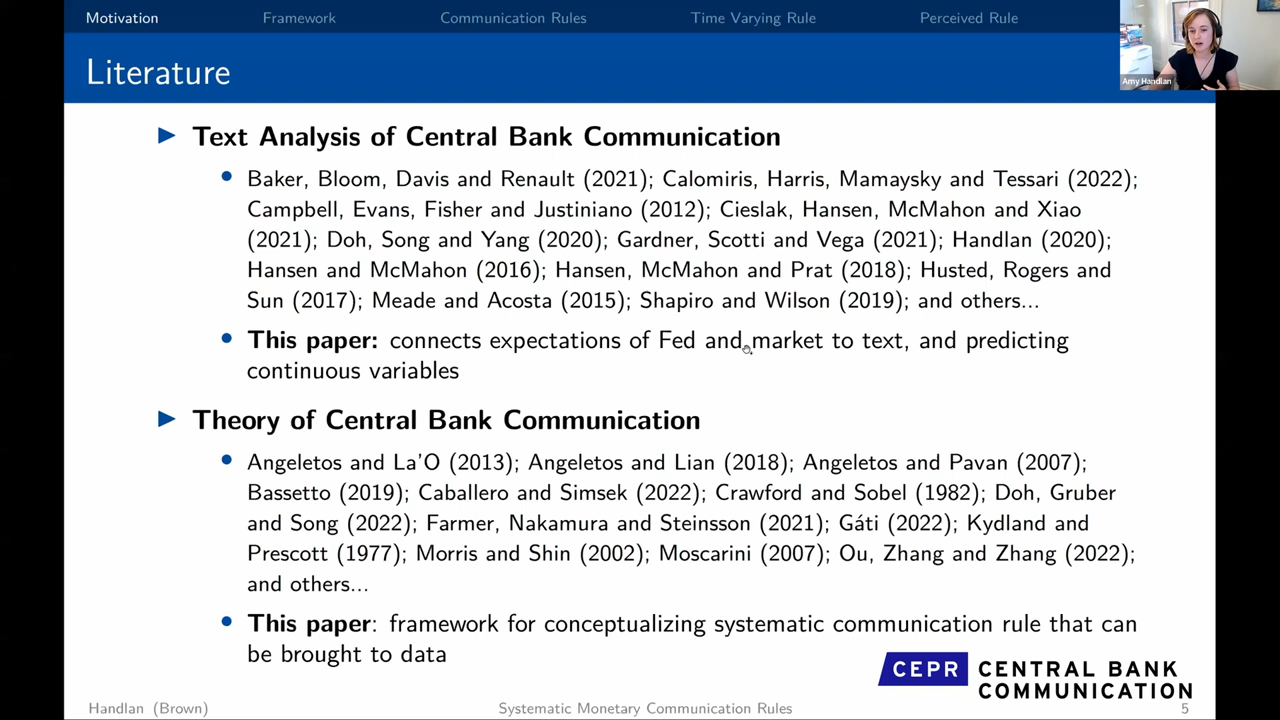 Motivation
Framework
Communication Rules
Time Varying Rule
Perceived Rule
Amy Handlan
Literature
Text Analysis of Central Bank Communication
Baker, Bloom, Davis and Renault (2021); Calomiris, Harris, Mamaysky and Tessari (2022);
Campbell, Evans, Fisher and Justiniano (2012); Cieslak, Hansen, McMahon and Xiao
(2021); Doh, Song and Yang (2020); Gardner, Scotti and Vega (2021); Handlan (2020);
Hansen and McMahon (2016); Hansen, McMahon and Prat (2018); Husted, Rogers and
Sun (2017); Meade and Acosta (2015); Shapiro and Wilson (2019); and others...
This paper: connects expectations of Fed and market to text, and predicting
continuous variables
Theory of Central Bank Communication
Angeletos and La'O (2013); Angeletos and Lian (2018); Angeletos and Pavan (2007);
Bassetto (2019); Caballero and Simsek (2022); Crawford and Sobel (1982); Doh, Gruber
and Song (2022); Farmer, Nakamura and Steinsson (2021); Gáti (2022); Kydland and
Prescott (1977); Morris and Shin (2002); Moscarini (2007); Ou, Zhang and Zhang (2022);
and others...
This paper: framework for conceptualizing systematic communication rule that can
be brought to data
CEPR
CENTRAL BANK
COMMUNICATION
Handlan (Brown)
Systematic Monetary Communication Rules
5